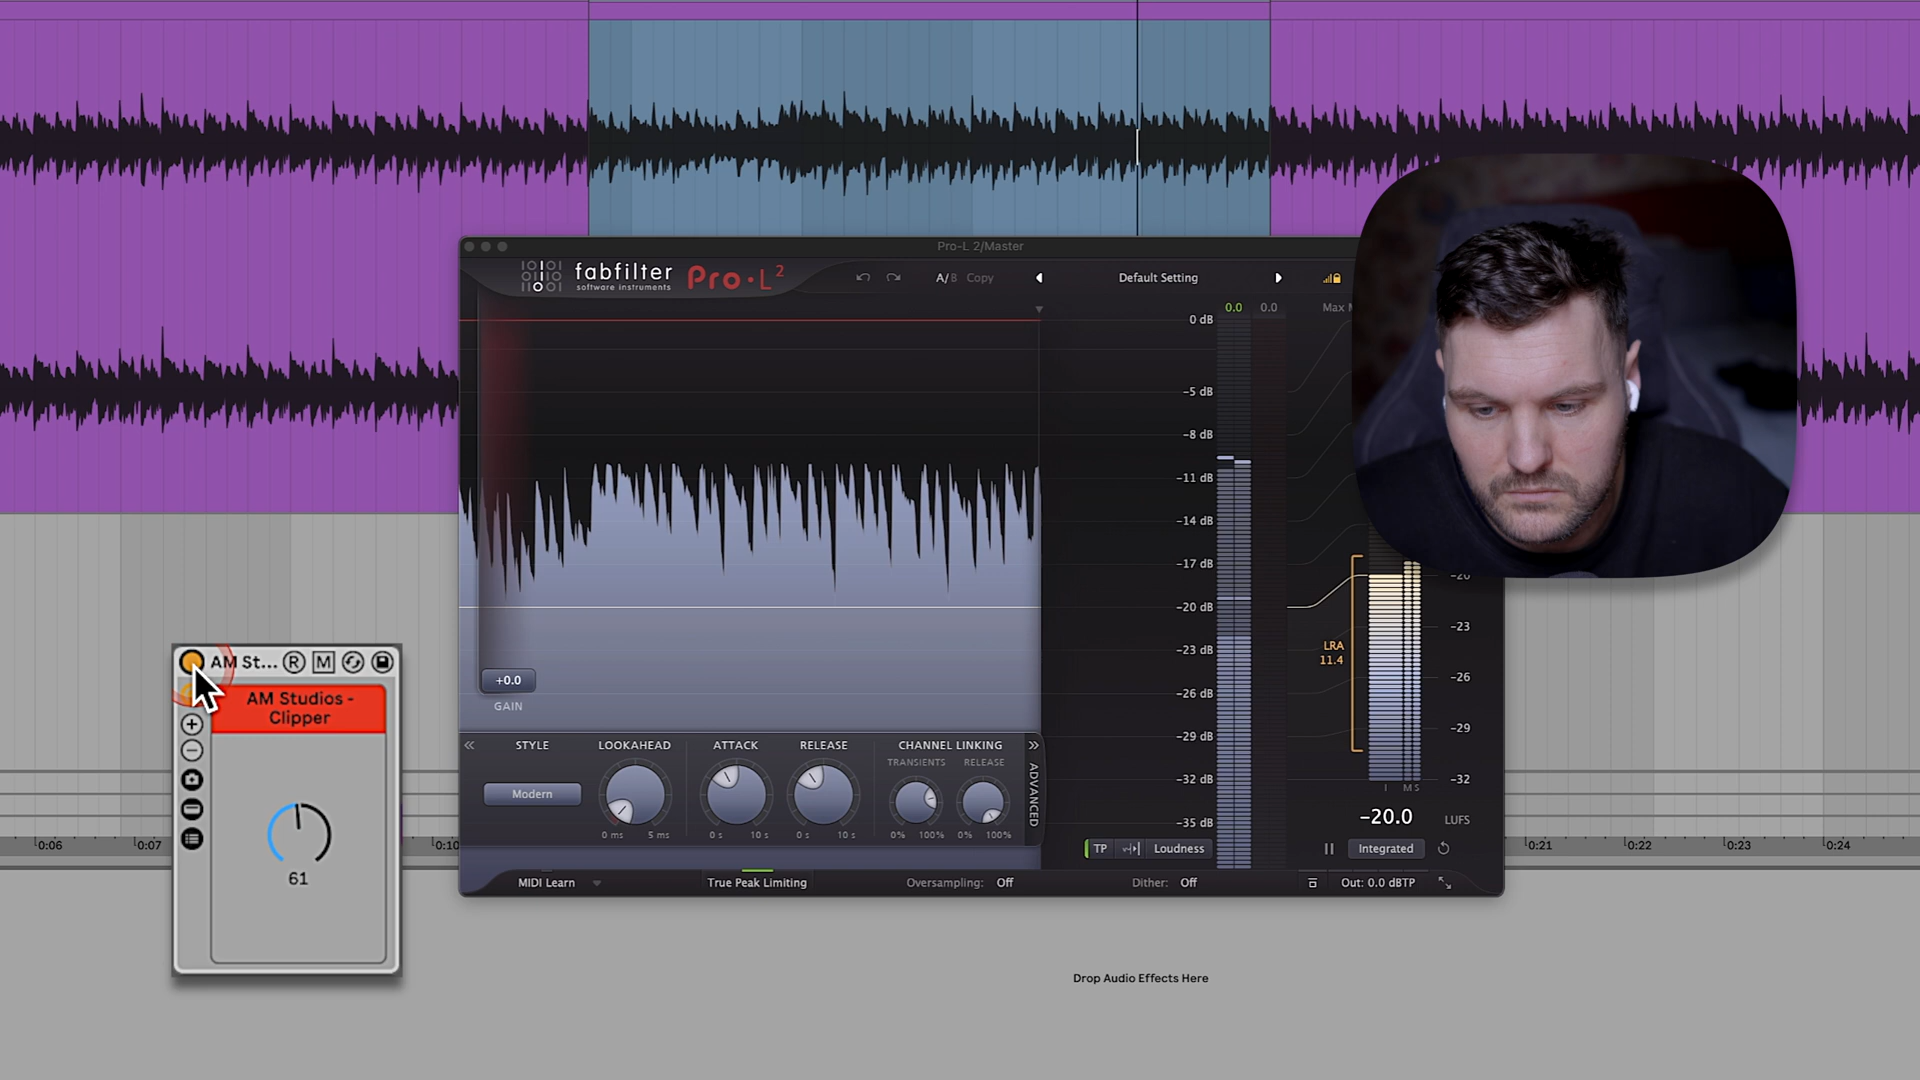 Pro-L 2/Master
fabfilter Pro·L²
software instruments
A/B Copy
Default Setting
0.0 0.0
Max
0 dB
-5 dB
-8 dB
-11 dB
-14 dB
-17 dB
-20 dB
-23 dB
-26 dB
-29 dB
-32 dB
-35 dB
LRA
11.4
-20
-23
-26
-29
-32
I M S
-20.0 LUFS
+0.0
GAIN
STYLE
Modern
LOOKAHEAD
0 ms 5 ms
ATTACK
0 s 10 s
RELEASE
0 s 10 s
CHANNEL LINKING
TRANSIENTS RELEASE
0% 100% 0% 100%
ADVANCED
TP Loudness
Integrated
MIDI Learn
True Peak Limiting
Oversampling: Off
Dither: Off
Out: 0.0 dBTP
AM St... R M
AM Studios -
Clipper
61
0:06 0:07 0:10 0:21 0:22 0:23 0:24
Drop Audio Effects Here